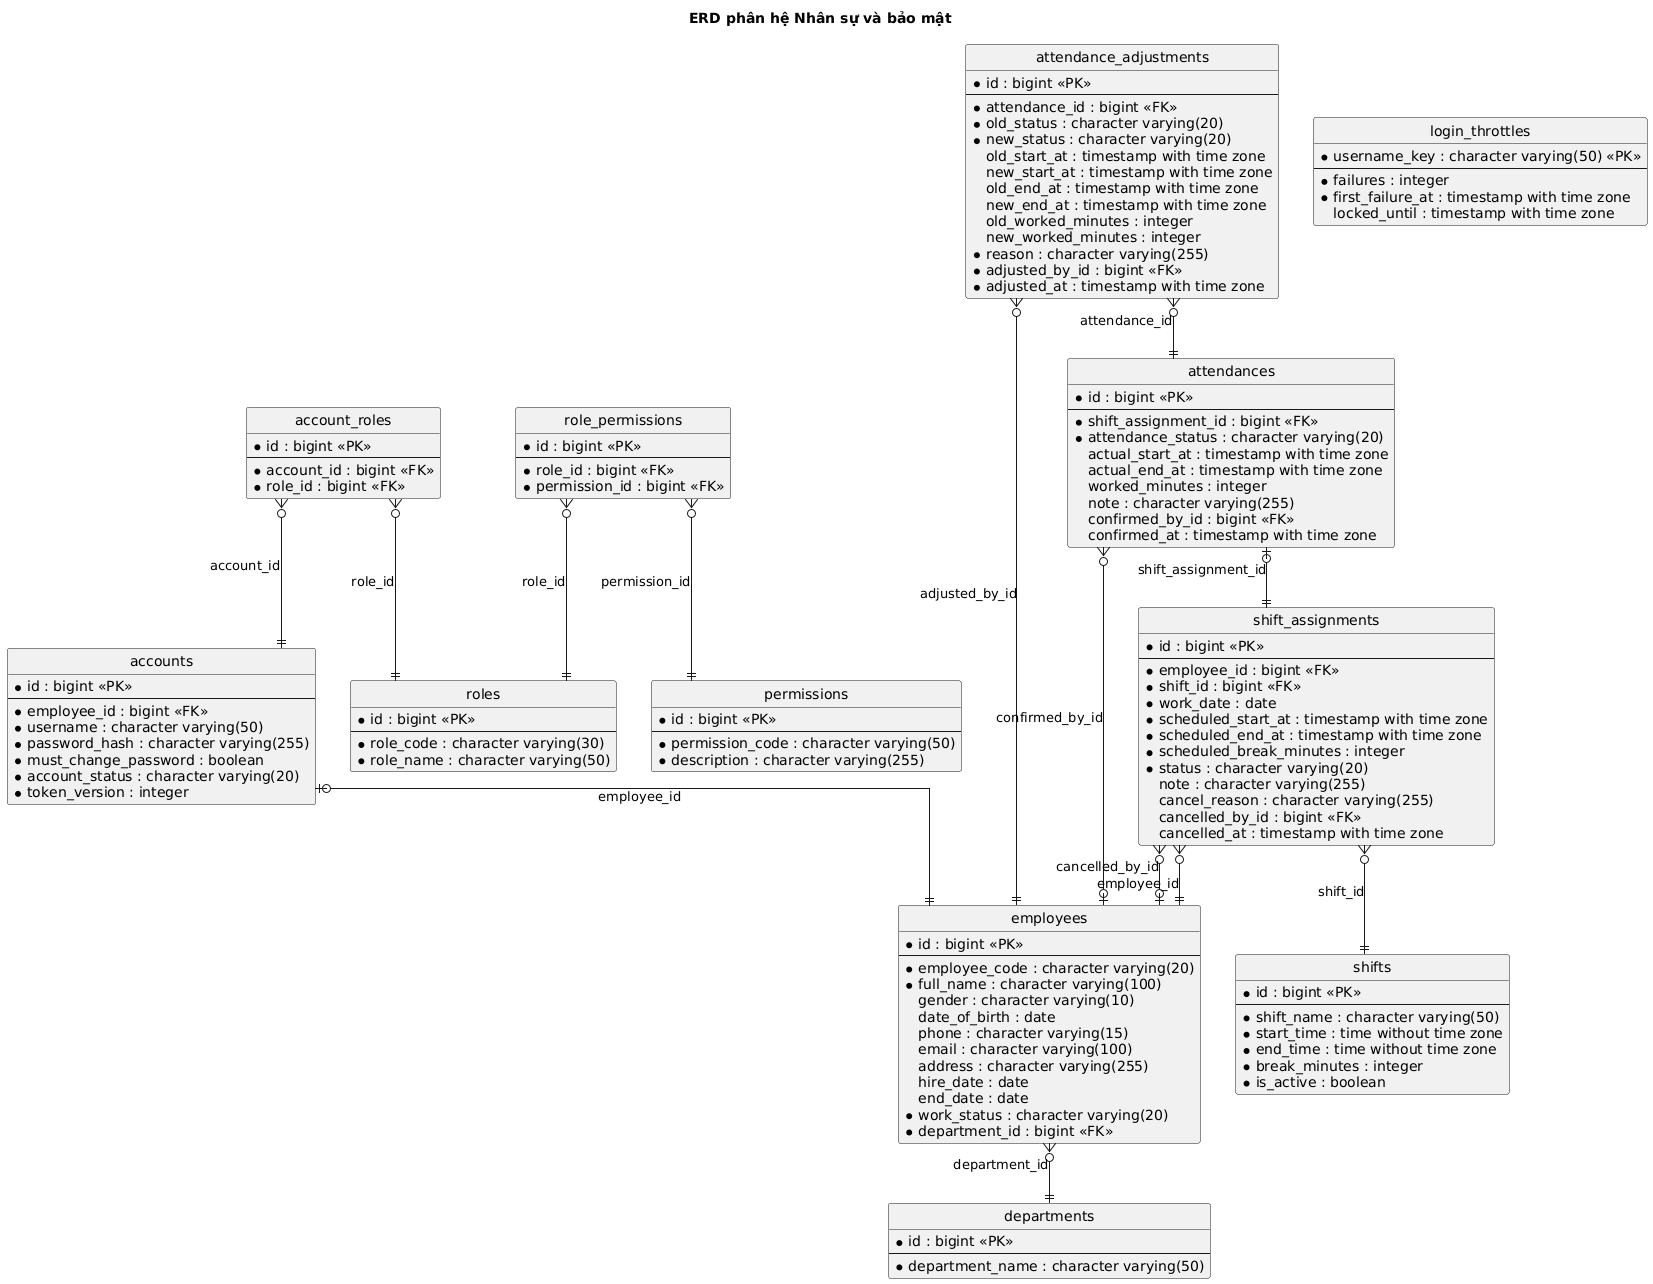 ERD phân hệ Nhân sự và bảo mật
attendance_adjustments
id : bigint «PK»
attendance_id : bigint «FK»
old_status : character varying(20)
new_status : character varying(20)
old_start_at : timestamp with time zone
new_start_at : timestamp with time zone
old_end_at : timestamp with time zone
new_end_at : timestamp with time zone
old_worked_minutes : integer
new_worked_minutes : integer
reason : character varying(255)
adjusted_by_id : bigint «FK»
adjusted_at : timestamp with time zone
login_throttles
username_key : character varying(50) «PK»
failures : integer
first_failure_at : timestamp with time zone
locked_until : timestamp with time zone
attendance_id
attendances
id : bigint «PK»
shift_assignment_id : bigint «FK»
attendance_status : character varying(20)
actual_start_at : timestamp with time zone
actual_end_at : timestamp with time zone
worked_minutes : integer
note : character varying(255)
confirmed_by_id : bigint «FK»
confirmed_at : timestamp with time zone
account_roles
id : bigint «PK»
account_id : bigint «FK»
role_id : bigint «FK»
role_permissions
id : bigint «PK»
role_id : bigint «FK»
permission_id : bigint «FK»
account_id
role_id
role_id
permission_id
adjusted_by_id
shift_assignment_id
accounts
id : bigint «PK»
employee_id : bigint «FK»
username : character varying(50)
password_hash : character varying(255)
must_change_password : boolean
account_status : character varying(20)
token_version : integer
roles
id : bigint «PK»
role_code : character varying(30)
role_name : character varying(50)
permissions
id : bigint «PK»
permission_code : character varying(50)
description : character varying(255)
confirmed_by_id
shift_assignments
id : bigint «PK»
employee_id : bigint «FK»
shift_id : bigint «FK»
work_date : date
scheduled_start_at : timestamp with time zone
scheduled_end_at : timestamp with time zone
scheduled_break_minutes : integer
status : character varying(20)
note : character varying(255)
cancel_reason : character varying(255)
cancelled_by_id : bigint «FK»
cancelled_at : timestamp with time zone
employee_id
cancelled_by_id
employee_id
shift_id
employees
id : bigint «PK»
employee_code : character varying(20)
full_name : character varying(100)
gender : character varying(10)
date_of_birth : date
phone : character varying(15)
email : character varying(100)
address : character varying(255)
hire_date : date
end_date : date
work_status : character varying(20)
department_id : bigint «FK»
shifts
id : bigint «PK»
shift_name : character varying(50)
start_time : time without time zone
end_time : time without time zone
break_minutes : integer
is_active : boolean
department_id
departments
id : bigint «PK»
department_name : character varying(50)